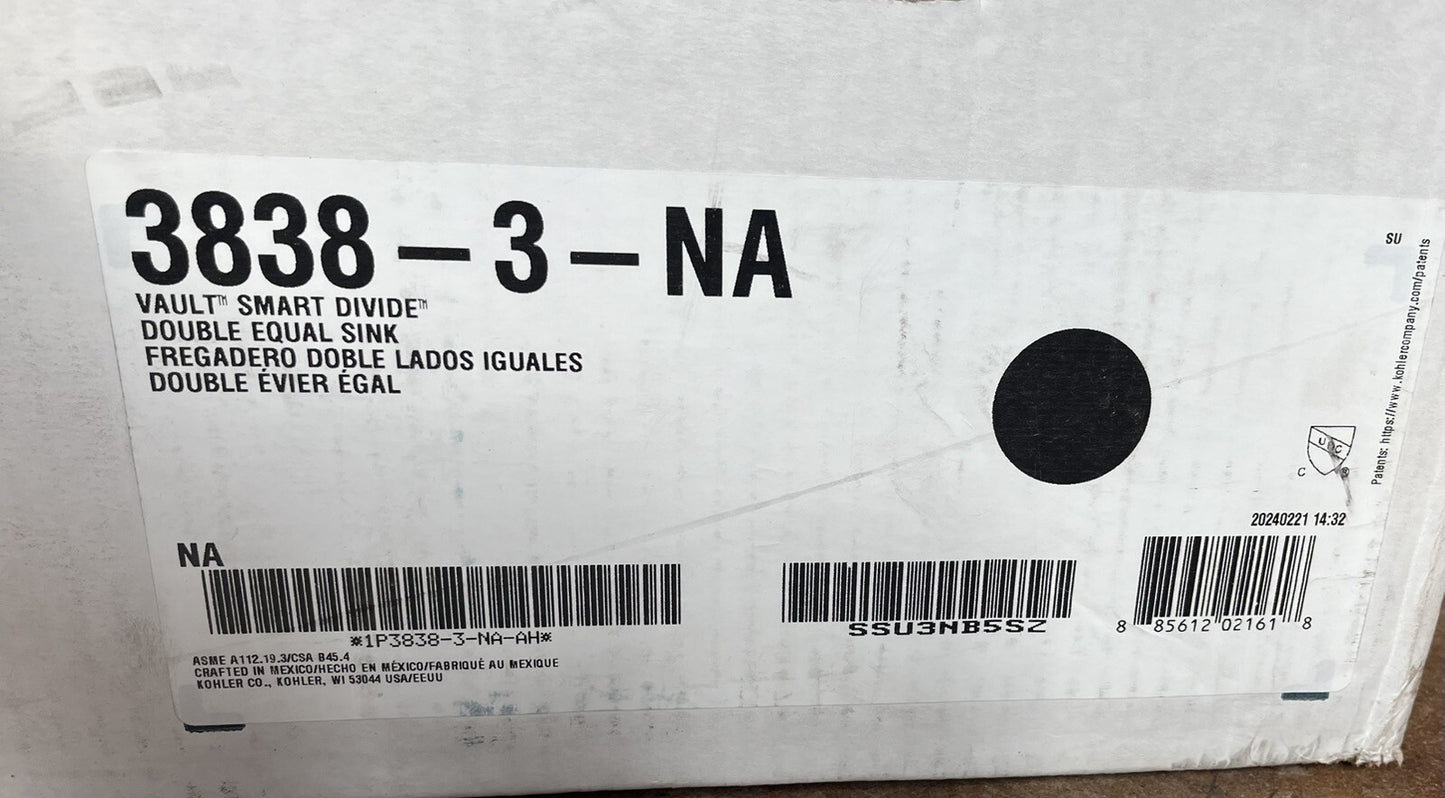 3838-3-NA
VAULT™ SMART DIVIDE™
DOUBLE EQUAL SINK
FREGADERO DOBLE LADOS IGUALES
DOUBLE ÉVIER ÉGAL
SU
Patents: https://www.kohlercompany.com/patents
UPC
C ®
20240221 14:32
NA
*1P3838-3-NA-AH*
SSU3NB5SZ
8 85612 02161 8
ASME A112.19.3/CSA B45.4
CRAFTED IN MEXICO/HECHO EN MÉXICO/FABRIQUÉ AU MEXIQUE
KOHLER CO., KOHLER, WI 53044 USA/EEUU